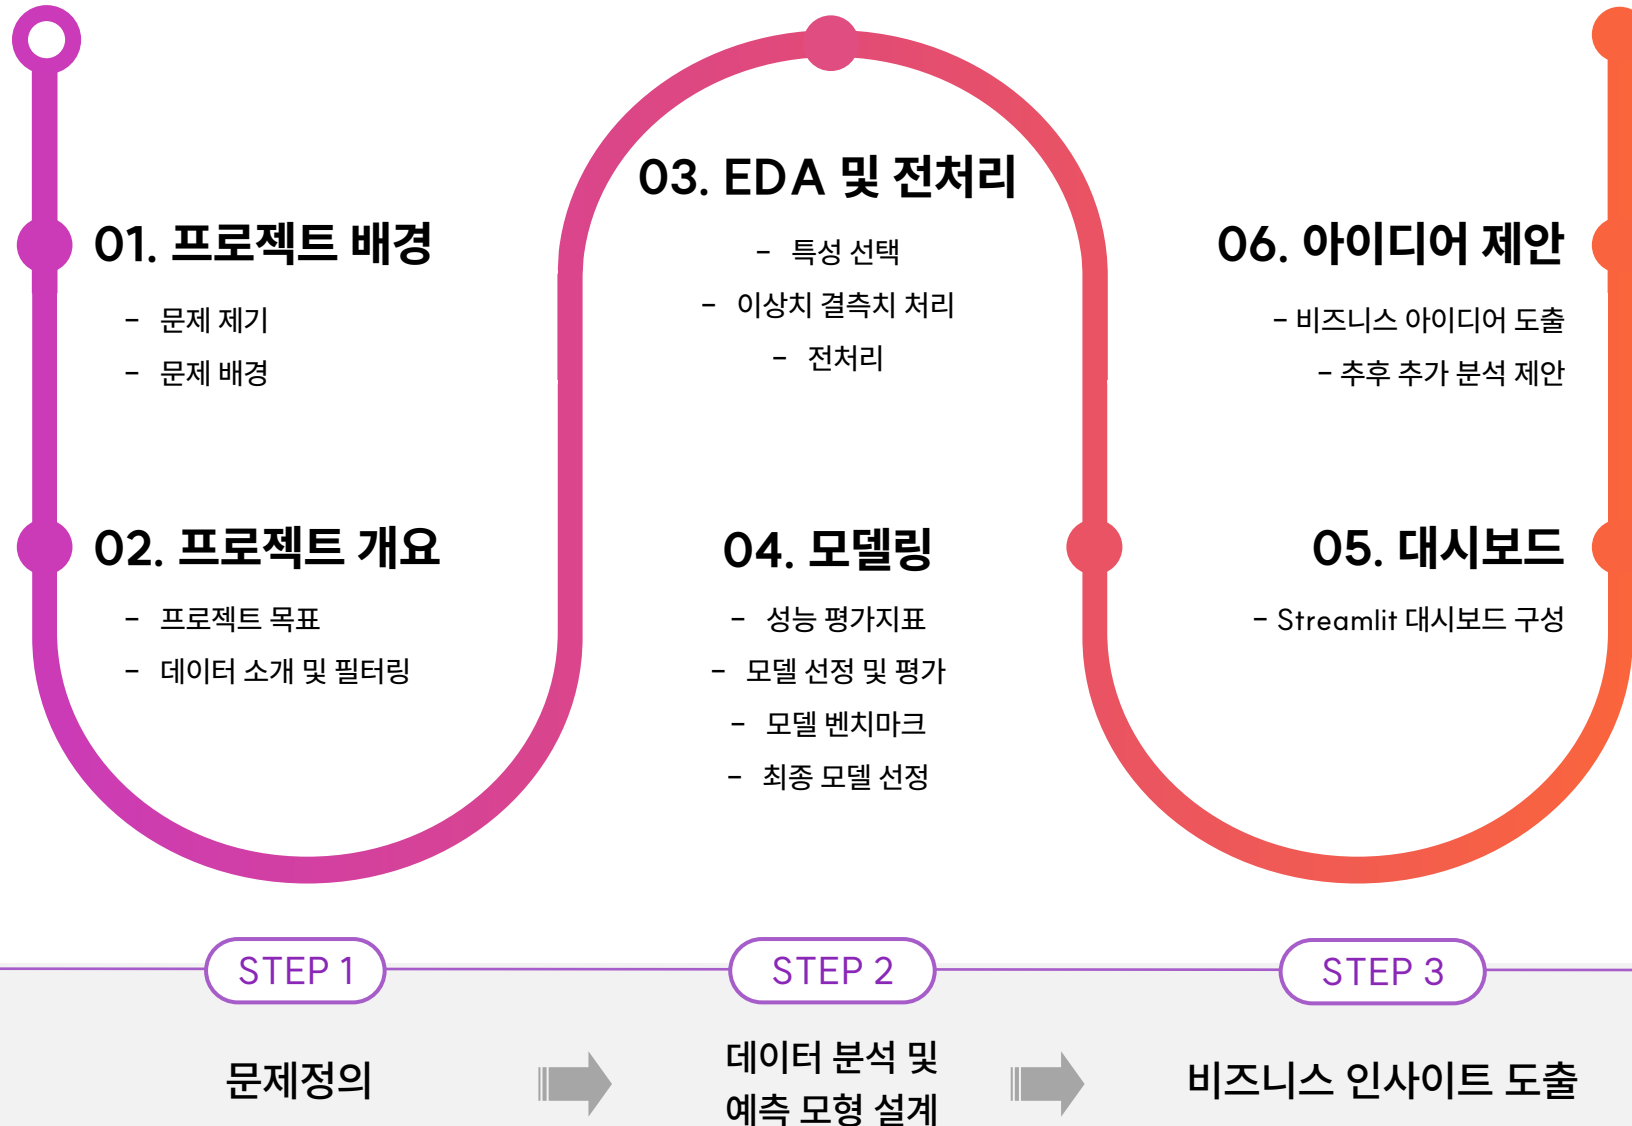 01. 프로젝트 배경
- 문제 제기
- 문제 배경
02. 프로젝트 개요
- 프로젝트 목표
- 데이터 소개 및 필터링
03. EDA 및 전처리
- 특성 선택
- 이상치 결측치 처리
- 전처리
04. 모델링
- 성능 평가지표
- 모델 선정 및 평가
- 모델 벤치마크
- 최종 모델 선정
05. 대시보드
- Streamlit 대시보드 구성
06. 아이디어 제안
- 비즈니스 아이디어 도출
- 추후 추가 분석 제안
STEP 1
문제정의
STEP 2
데이터 분석 및
예측 모형 설계
STEP 3
비즈니스 인사이트 도출